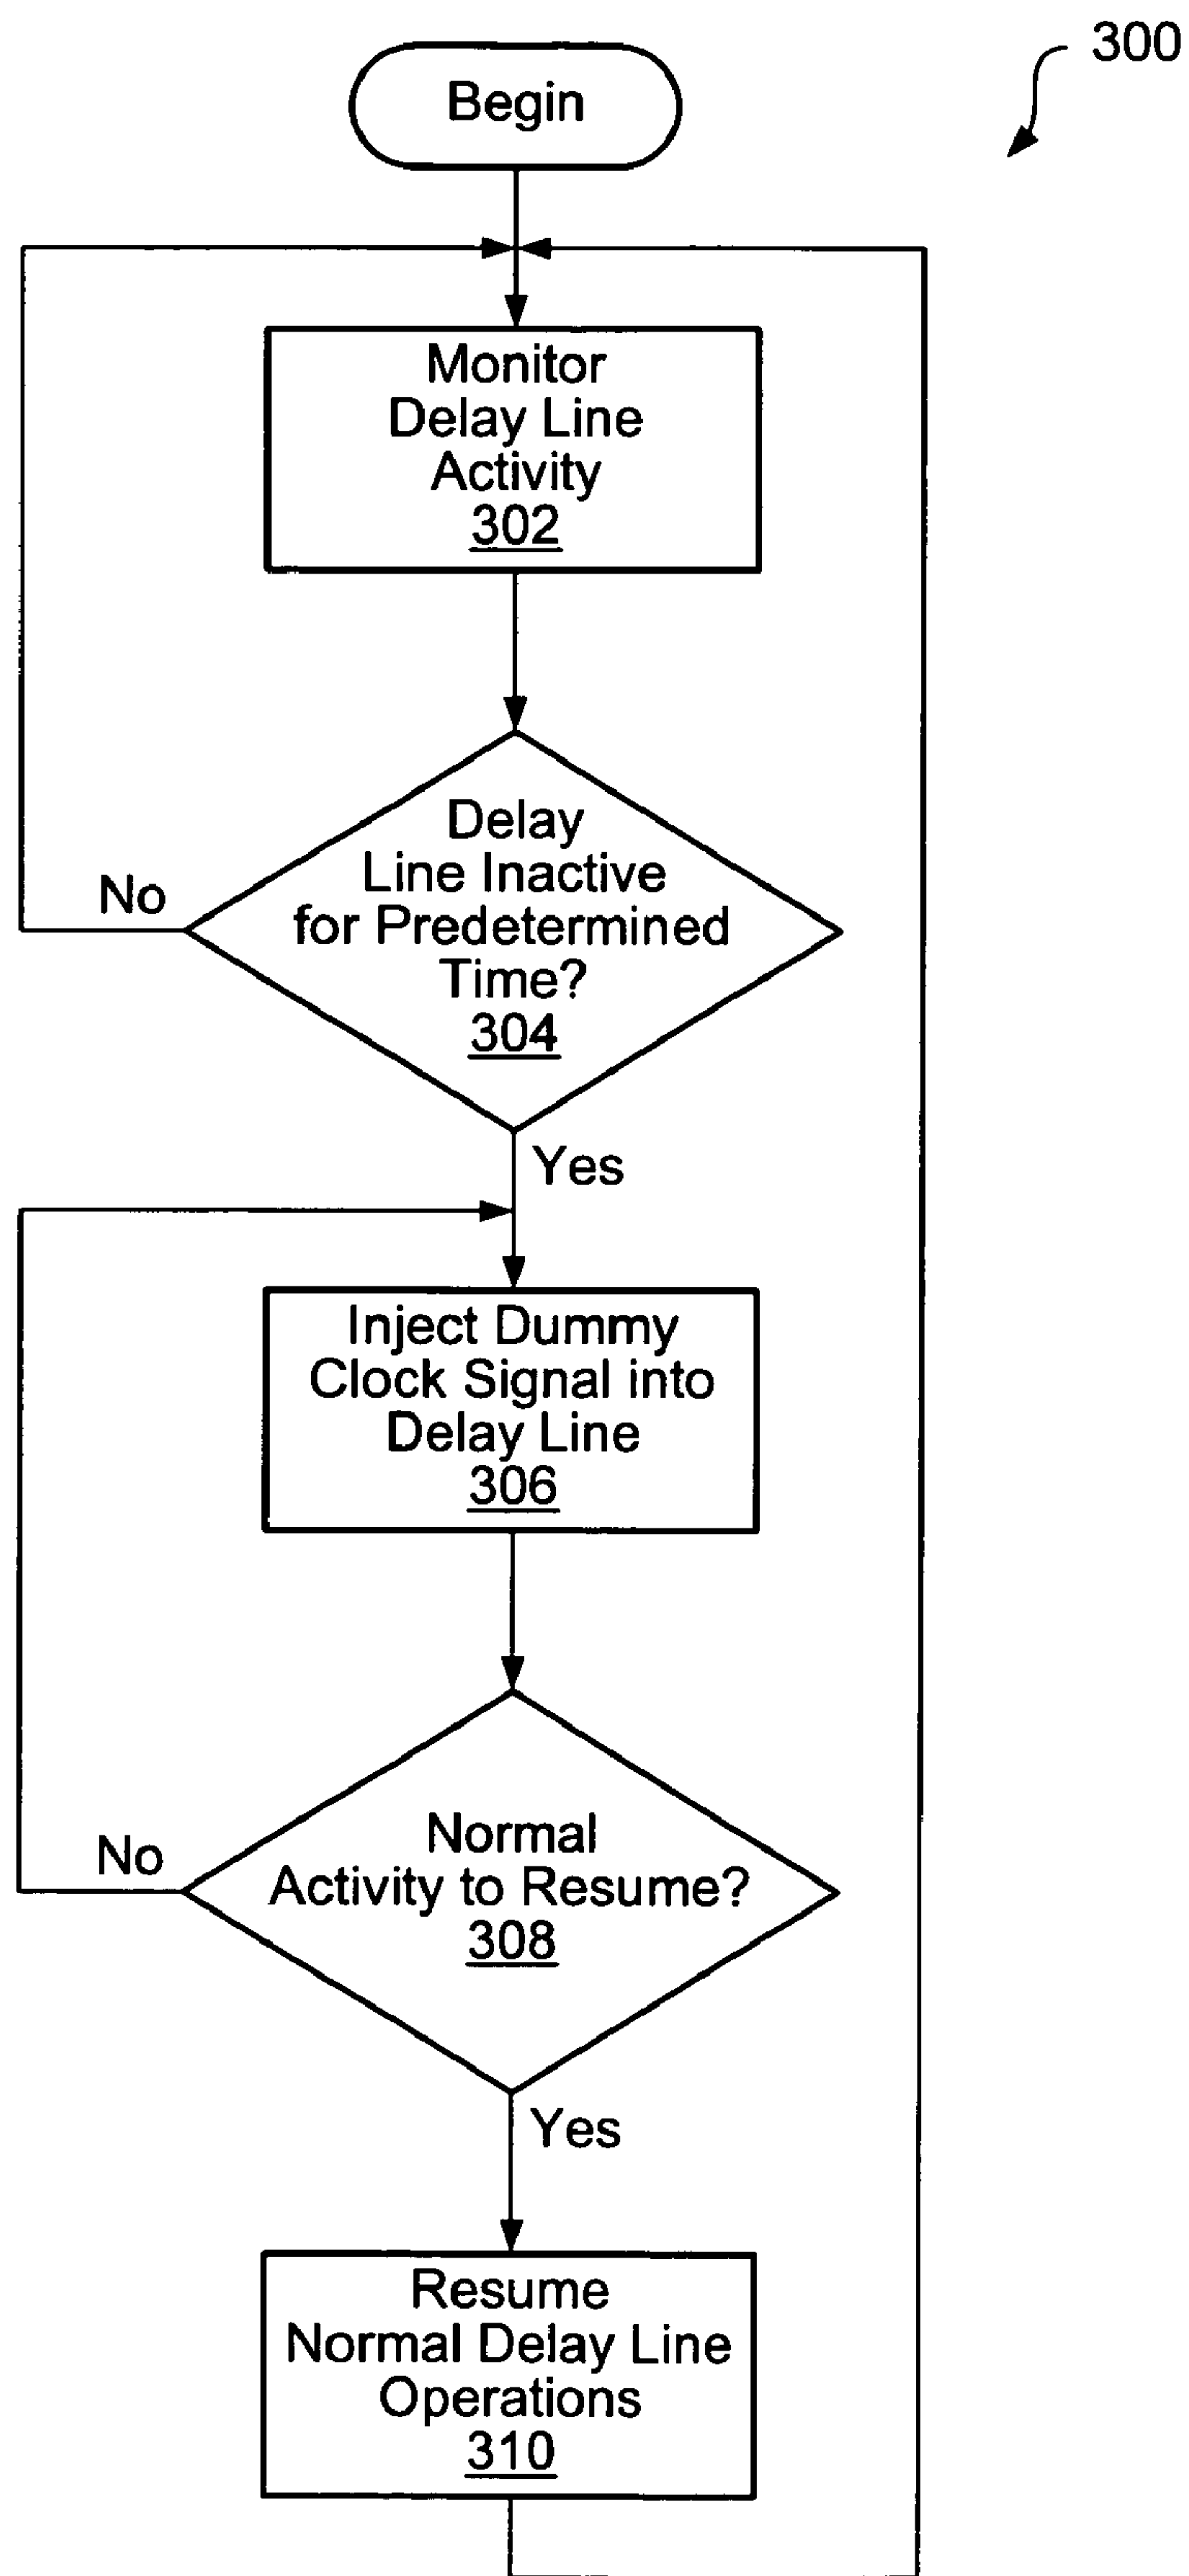 300
Begin
Monitor
Delay Line
Activity
302
Delay
Line Inactive
for Predetermined
Time?
304
No
Yes
Inject Dummy
Clock Signal into
Delay Line
306
Normal
Activity to Resume?
308
No
Yes
Resume
Normal Delay Line
Operations
310